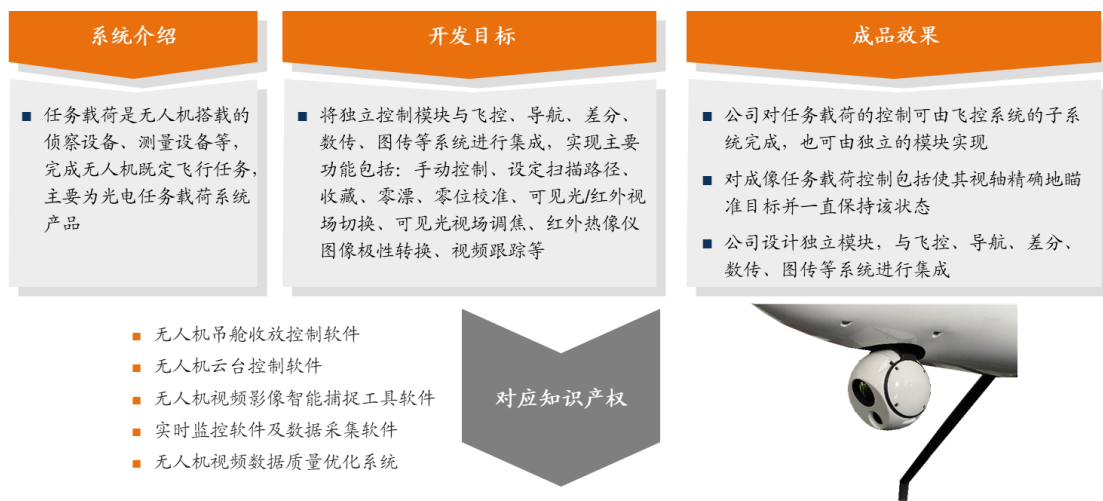 系统介绍
任务载荷是无人机搭载的
侦察设备、测量设备等，
完成无人机既定飞行任务，
主要为光电任务载荷系统
产品
开发目标
将独立控制模块与飞控、导航、差分、
数传、图传等系统进行集成，实现主要
功能包括：手动控制、设定扫描路径、
收藏、零漂、零位校准、可见光/红外视
场切换、可见光视场调焦、红外热像仪
图像极性转换、视频跟踪等
成品效果
公司对任务载荷的控制可由飞控系统的子系
统完成，也可由独立的模块实现
对成像任务载荷控制包括使其视轴精确地瞄
准目标并一直保持该状态
公司设计独立模块，与飞控、导航、差分、
数传、图传等系统进行集成
无人机吊舱收放控制软件
无人机云台控制软件
无人机视频影像智能捕捉工具软件
实时监控软件及数据采集软件
无人机视频数据质量优化系统
对应知识产权